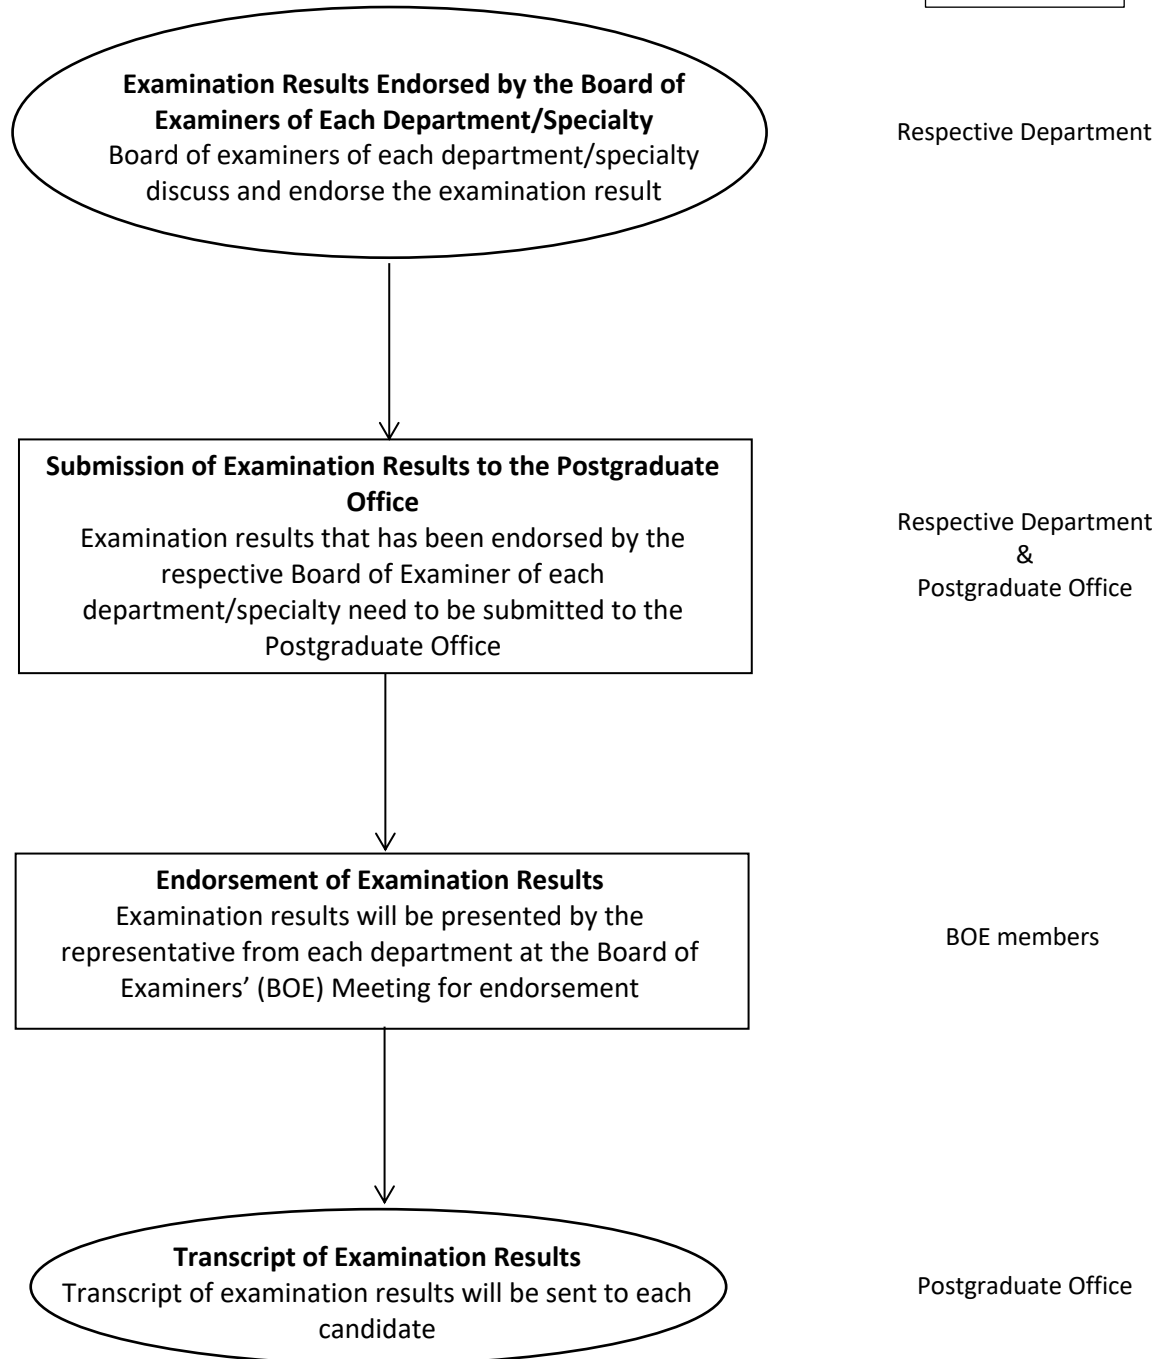 Examination Results Endorsed by the Board of
Examiners of Each Department/Specialty
Board of examiners of each department/specialty
discuss and endorse the examination result
Respective Department
Submission of Examination Results to the Postgraduate
Office
Examination results that has been endorsed by the
respective Board of Examiner of each
department/specialty need to be submitted to the
Postgraduate Office
Respective Department
&
Postgraduate Office
Endorsement of Examination Results
Examination results will be presented by the
representative from each department at the Board of
Examiners’ (BOE) Meeting for endorsement
BOE members
Transcript of Examination Results
Transcript of examination results will be sent to each
candidate
Postgraduate Office